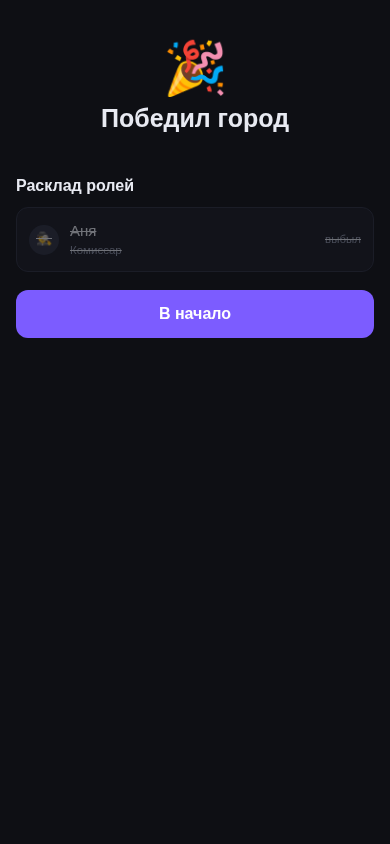 Победил город
Расклад ролей
Аня
Комиссар
выбыл
В начало